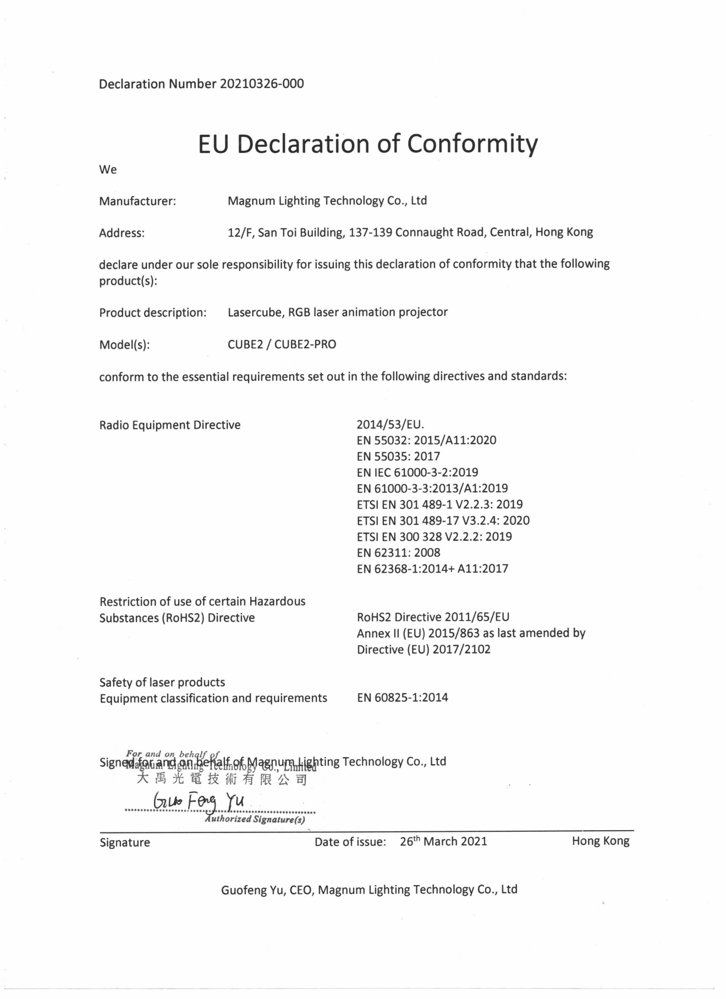 Declaration Number 20210326-000
EU Declaration of Conformity
We
Manufacturer: Magnum Lighting Technology Co., Ltd
Address: 12/F, San Toi Building, 137-139 Connaught Road, Central, Hong Kong
declare under our sole responsibility for issuing this declaration of conformity that the following
product(s):
Product description: Lasercube, RGB laser animation projector
Model(s): CUBE2 / CUBE2-PRO
conform to the essential requirements set out in the following directives and standards:
Radio Equipment Directive 2014/53/EU.
EN 55032: 2015/A11:2020
EN 55035: 2017
EN IEC 61000-3-2:2019
EN 61000-3-3:2013/A1:2019
ETSI EN 301 489-1 V2.2.3: 2019
ETSI EN 301 489-17 V3.2.4: 2020
ETSI EN 300 328 V2.2.2: 2019
EN 62311: 2008
EN 62368-1:2014+ A11:2017
Restriction of use of certain Hazardous
Substances (RoHS2) Directive RoHS2 Directive 2011/65/EU
Annex II (EU) 2015/863 as last amended by
Directive (EU) 2017/2102
Safety of laser products
Equipment classification and requirements EN 60825-1:2014
For and on behalf of
Signed for and on behalf of Magnum Lighting Technology Co., Ltd
Magnum Lighting Technology Co., Limited
大禹光電技術有限公司
Guo Feng Yu
Authorized Signature(s)
Signature Date of issue: 26th March 2021 Hong Kong
Guofeng Yu, CEO, Magnum Lighting Technology Co., Ltd